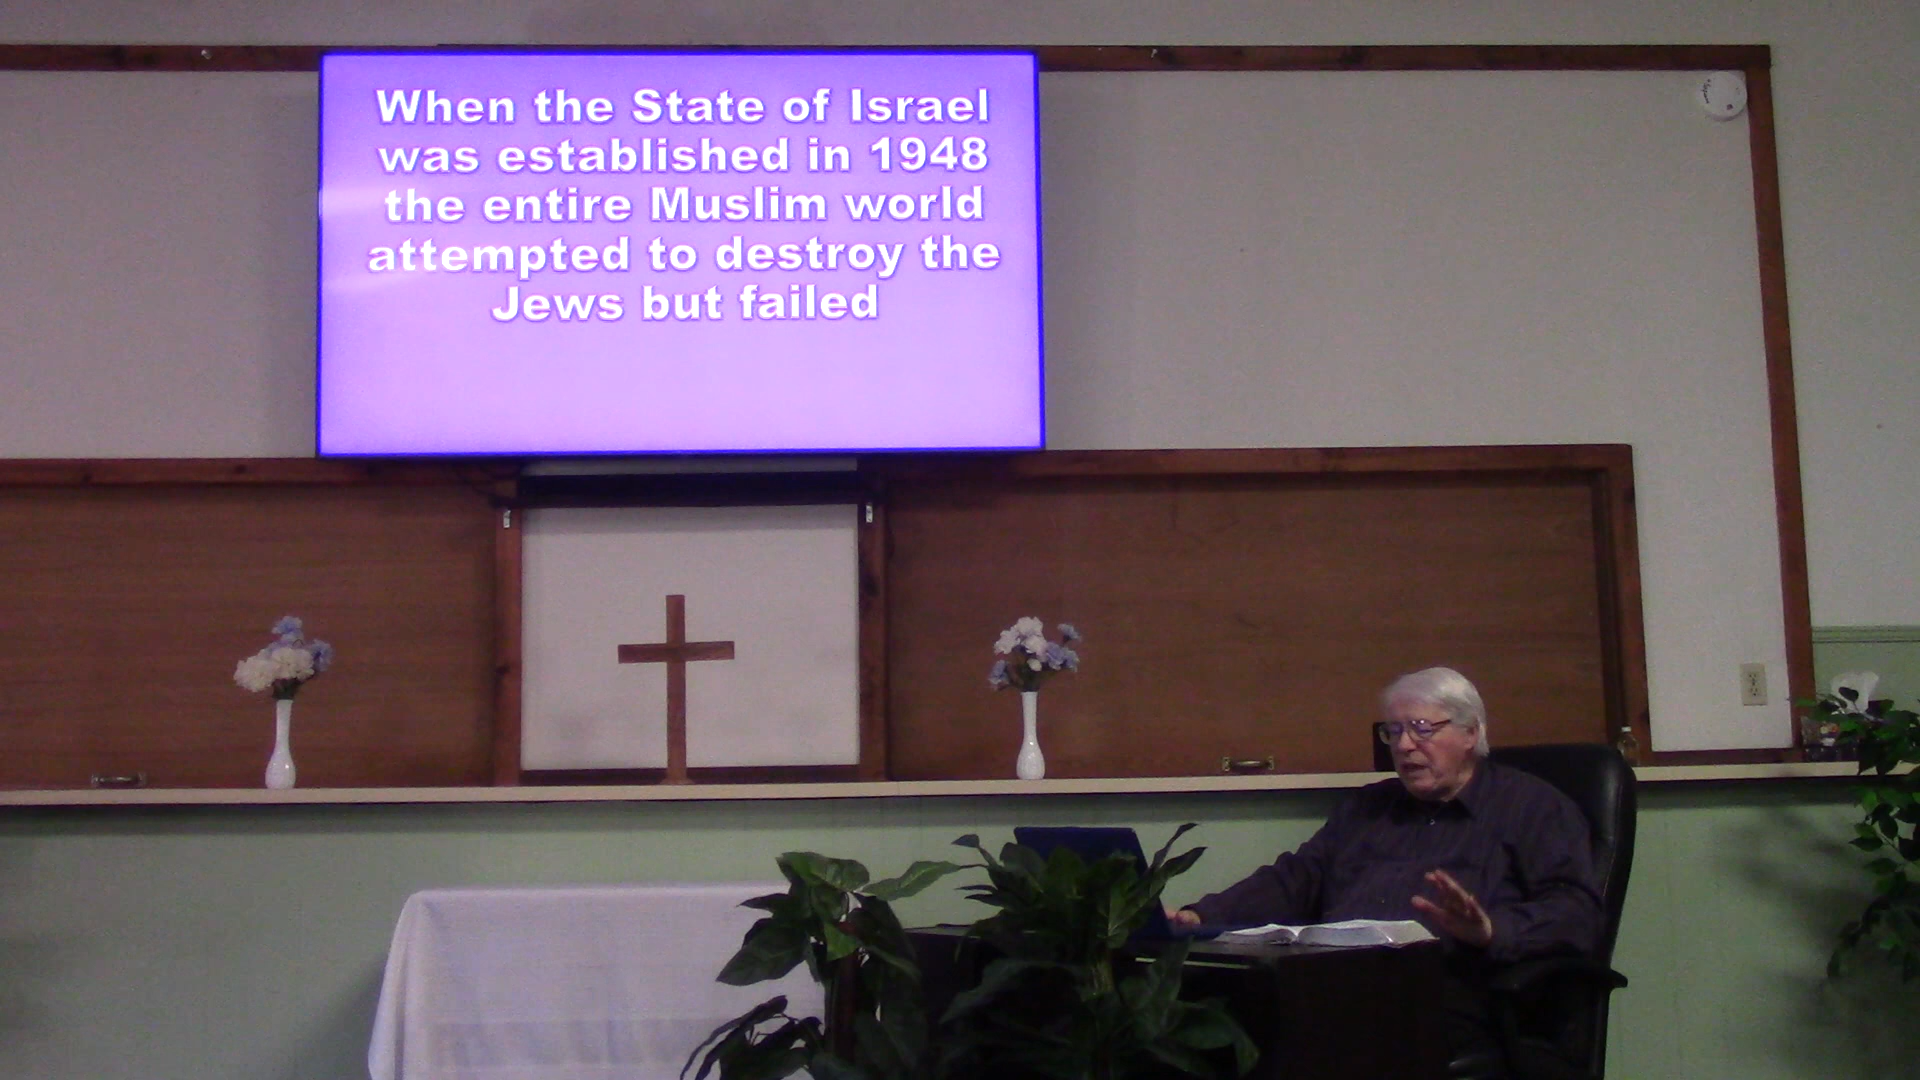 When the State of Israel
was established in 1948
the entire Muslim world
attempted to destroy the
Jews but failed